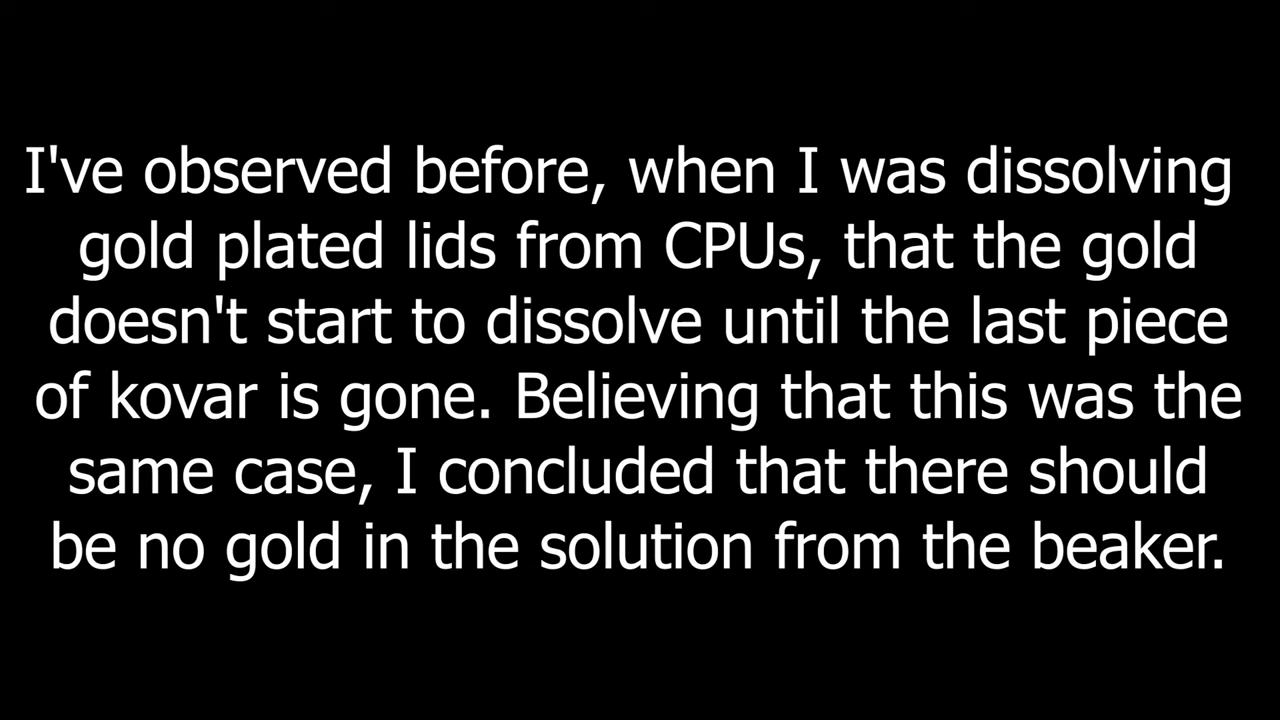 I've observed before, when I was dissolving
gold plated lids from CPUs, that the gold
doesn't start to dissolve until the last piece
of kovar is gone. Believing that this was the
same case, I concluded that there should
be no gold in the solution from the beaker.